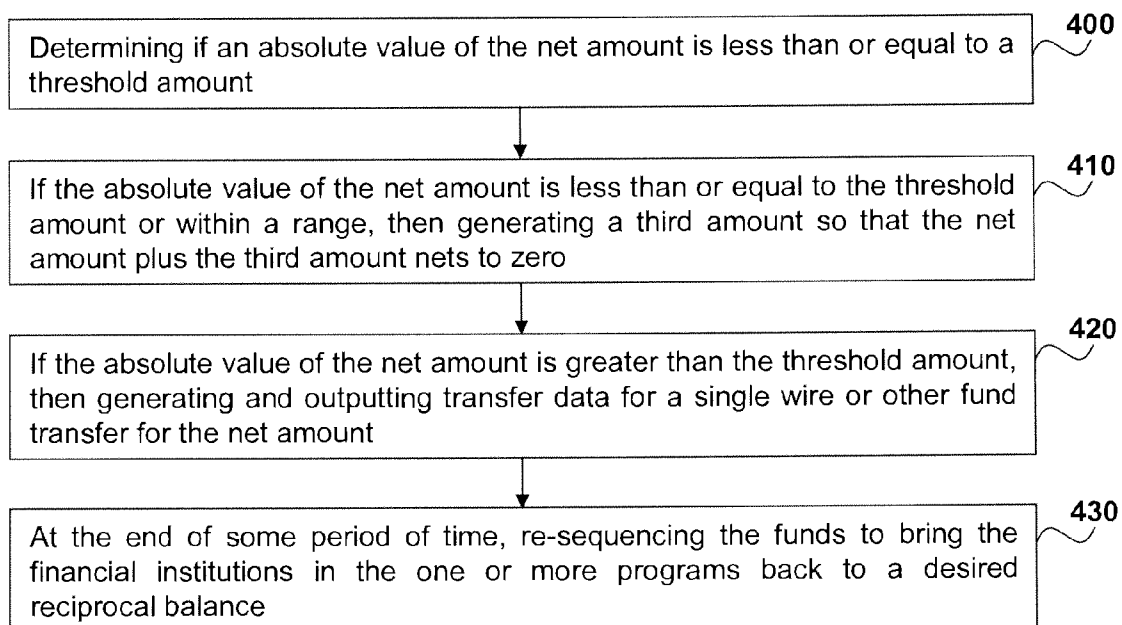 400
Determining if an absolute value of the net amount is less than or equal to a
threshold amount
410
If the absolute value of the net amount is less than or equal to the threshold
amount or within a range, then generating a third amount so that the net
amount plus the third amount nets to zero
420
If the absolute value of the net amount is greater than the threshold amount,
then generating and outputting transfer data for a single wire or other fund
transfer for the net amount
430
At the end of some period of time, re-sequencing the funds to bring the
financial institutions in the one or more programs back to a desired
reciprocal balance